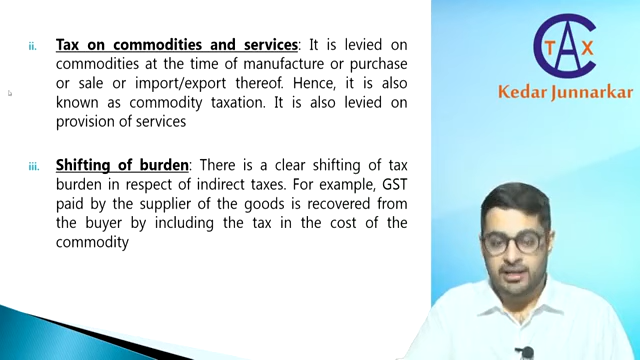 ii. Tax on commodities and services: It is levied on
commodities at the time of manufacture or purchase
or sale or import/export thereof. Hence, it is also
known as commodity taxation. It is also levied on
provision of services
iii. Shifting of burden: There is a clear shifting of tax
burden in respect of indirect taxes. For example, GST
paid by the supplier of the goods is recovered from
the buyer by including the tax in the cost of the
commodity
TAX
Kedar Junnarkar